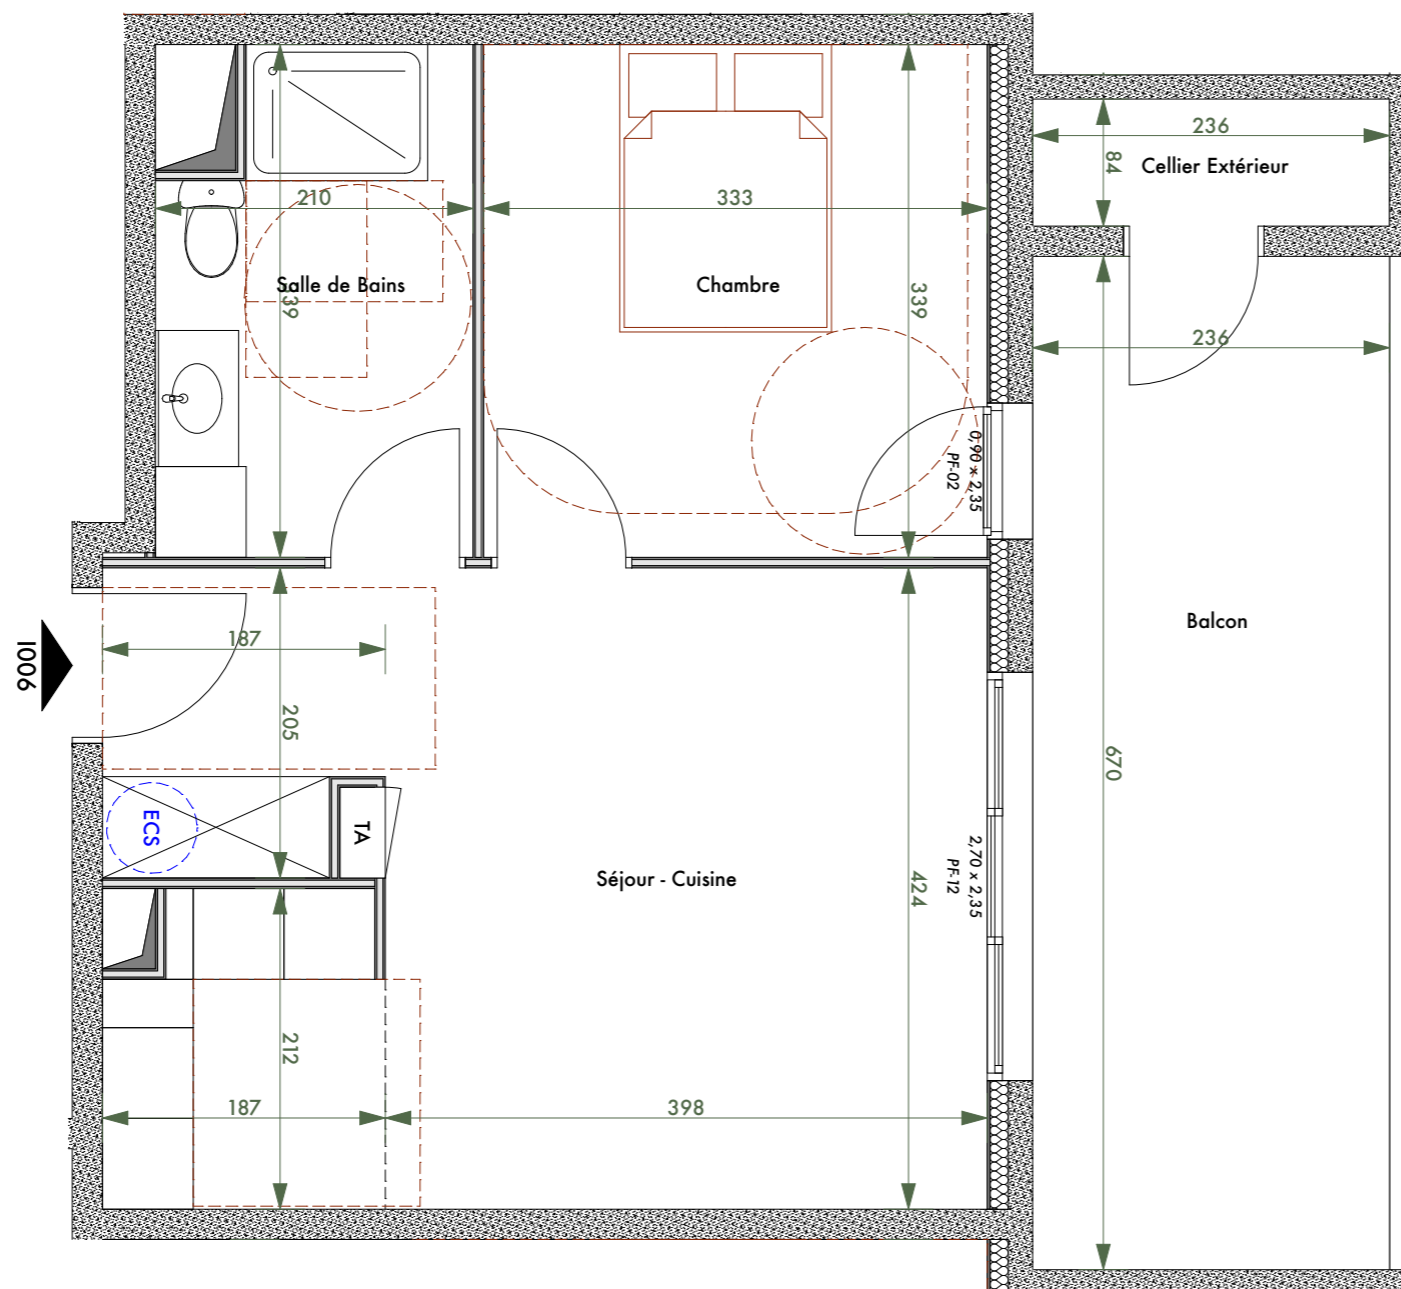 236
84
Cellier Extérieur
210
333
Salle de Bains
339
Chambre
339
236
0,90 x 2,35
PF-02
1006
187
205
Balcon
670
ECS
TA
Séjour - Cuisine
424
2,70 x 2,35
PF-12
212
187
398